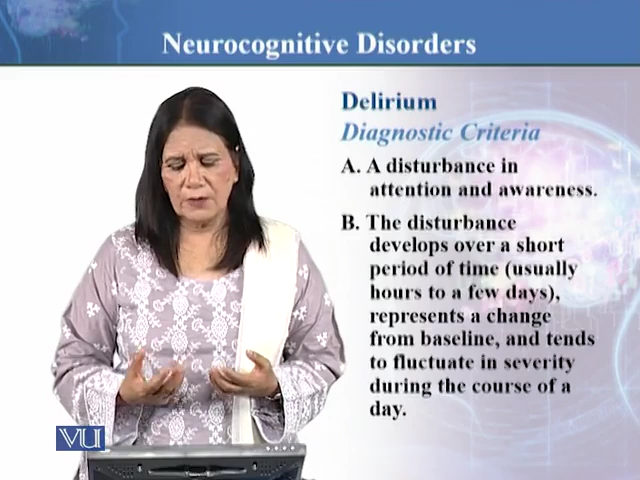 Neurocognitive Disorders
Delirium
Diagnostic Criteria
A. A disturbance in
attention and awareness.
B. The disturbance
develops over a short
period of time (usually
hours to a few days),
represents a change
from baseline, and tends
to fluctuate in severity
during the course of a
day.
VU